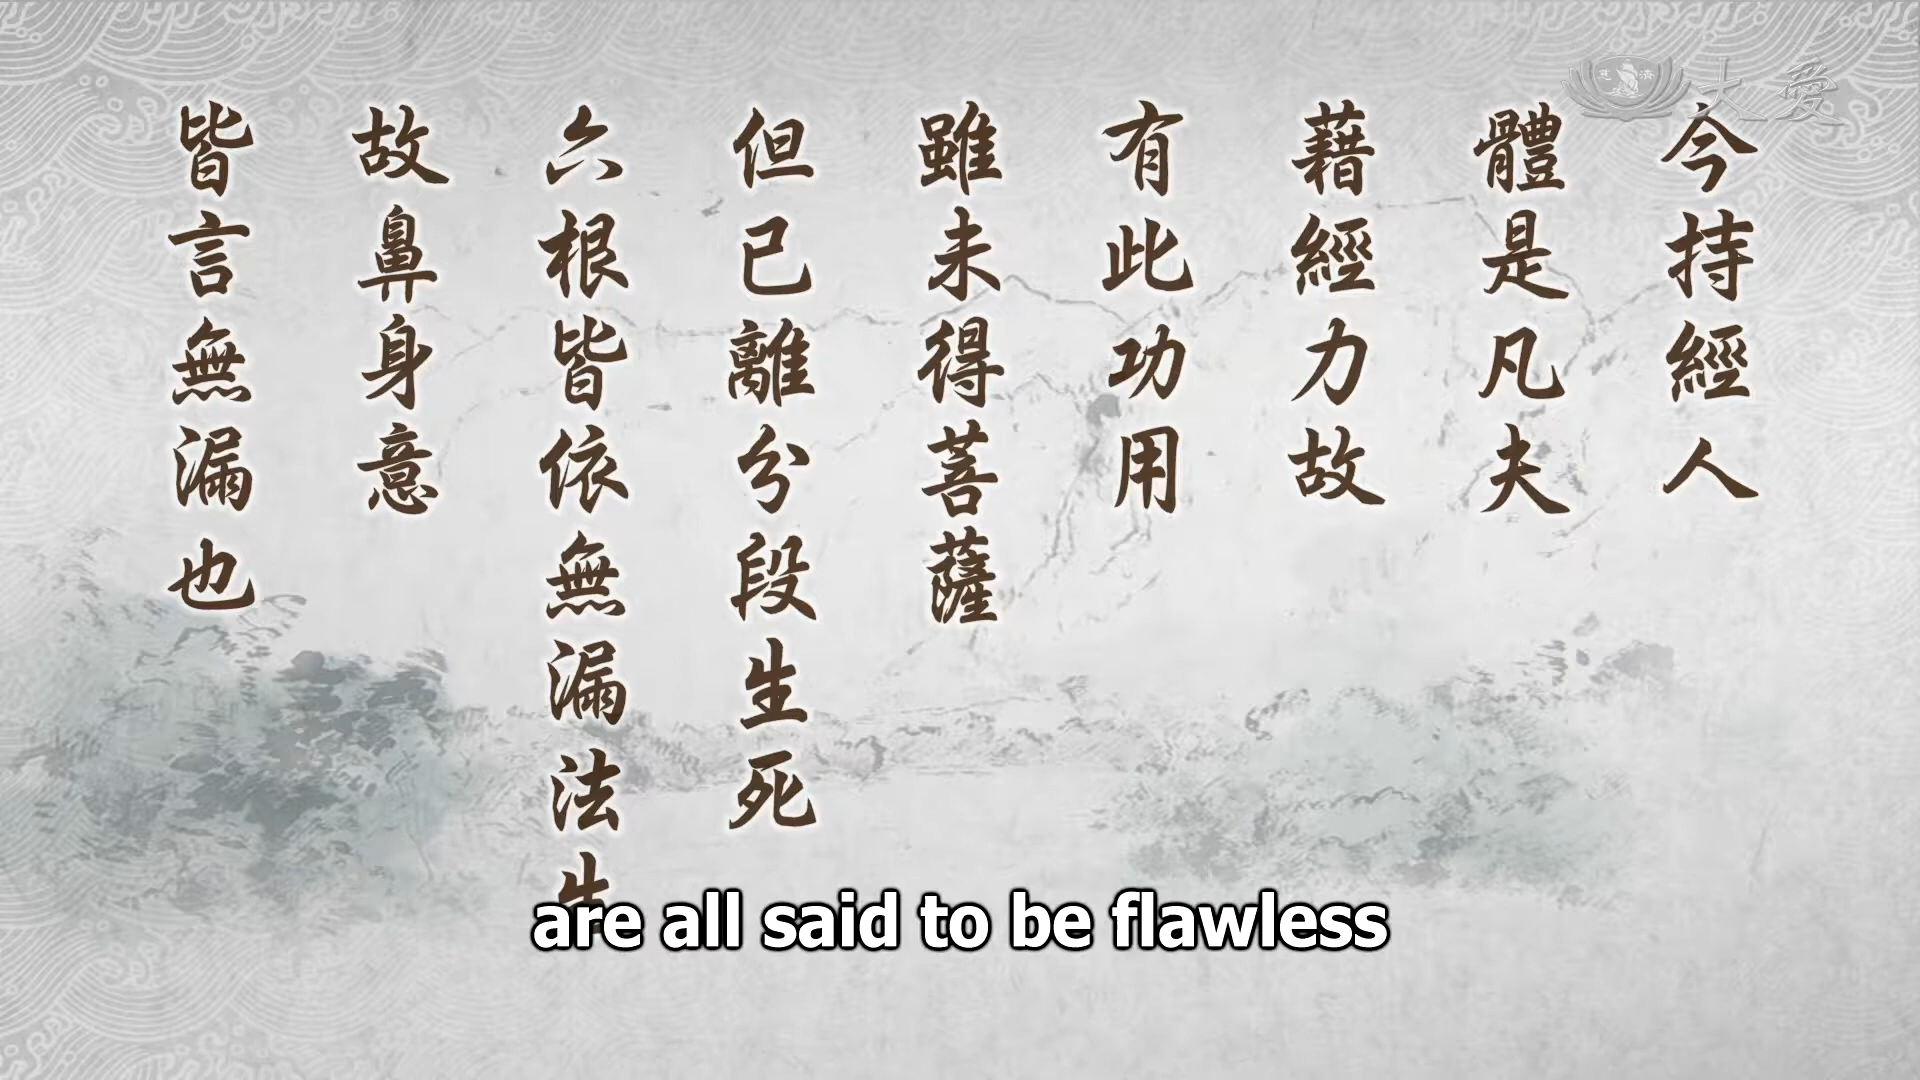 今持經人
體是凡夫
藉經力故
有此功用
雖未得菩薩
但已離分段生死
六根皆依無漏法生
故鼻身意
皆言無漏也
慈濟
大愛
are all said to be flawless